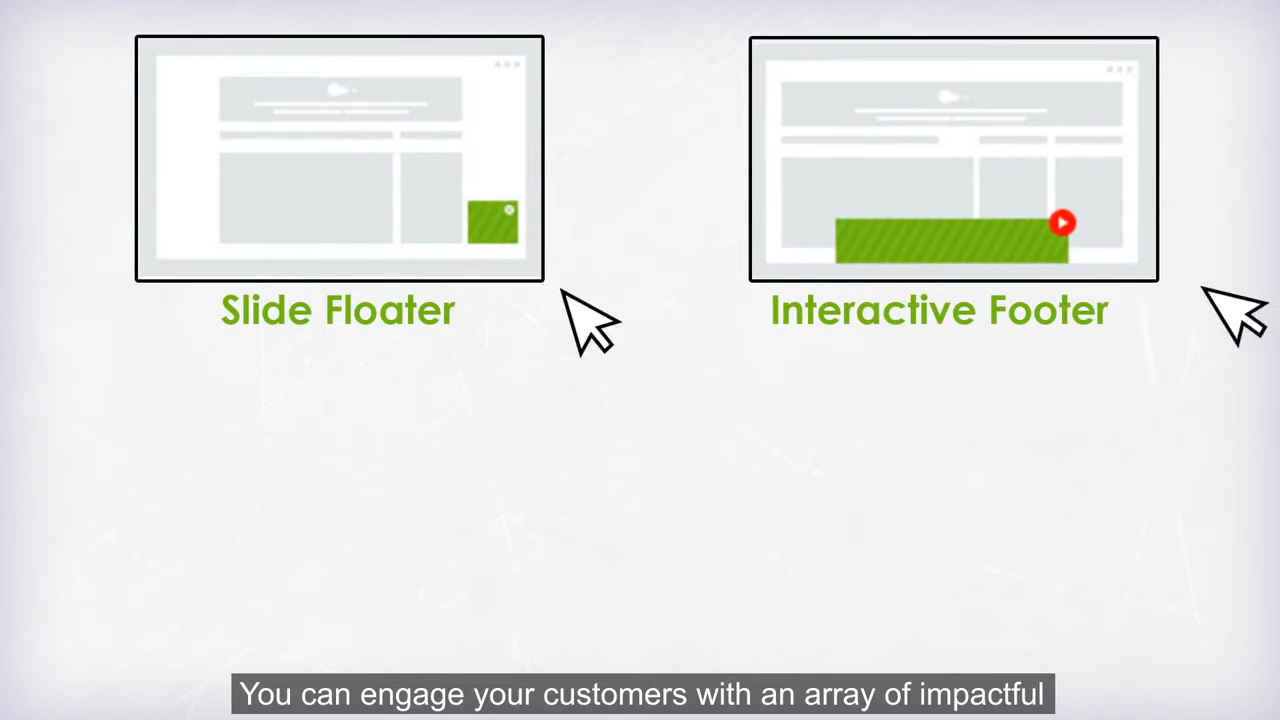 Slide Floater
Interactive Footer
You can engage your customers with an array of impactful